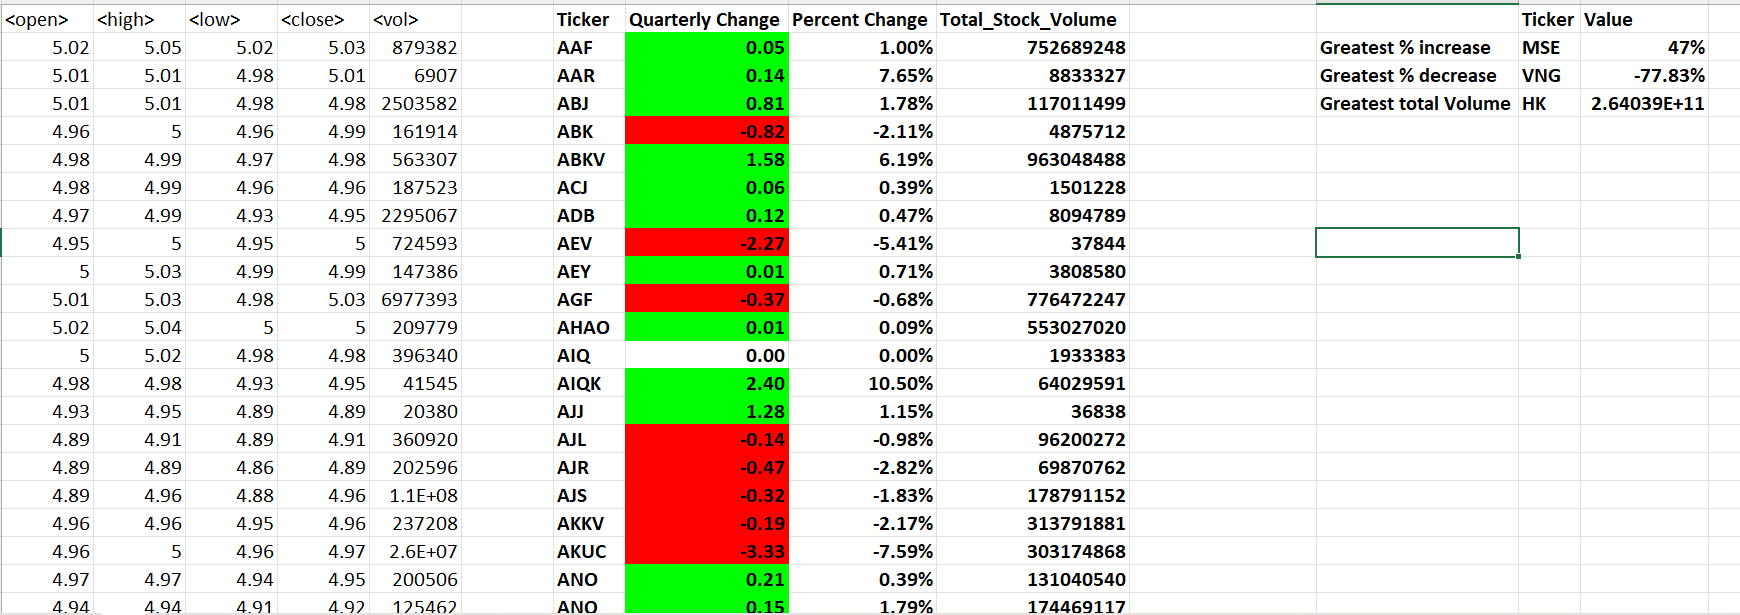 <open> <high> <low> <close> <vol> Ticker Quarterly Change Percent Change Total_Stock_Volume Ticker Value
5.02 5.05 5.02 5.03 879382 AAF 0.05 1.00% 752689248 Greatest % increase MSE 47%
5.01 5.01 4.98 5.01 6907 AAR 0.14 7.65% 8833327 Greatest % decrease VNG -77.83%
5.01 5.01 4.98 4.98 2503582 ABJ 0.81 1.78% 117011499 Greatest total Volume HK 2.64039E+11
4.96 5 4.96 4.99 161914 ABK -0.82 -2.11% 4875712
4.98 4.99 4.97 4.98 563307 ABKV 1.58 6.19% 963048488
4.98 4.99 4.96 4.96 187523 ACJ 0.06 0.39% 1501228
4.97 4.99 4.93 4.95 2295067 ADB 0.12 0.47% 8094789
4.95 5 4.95 5 724593 AEV -2.27 -5.41% 37844
5 5.03 4.99 4.99 147386 AEY 0.01 0.71% 3808580
5.01 5.03 4.98 5.03 6977393 AGF -0.37 -0.68% 776472247
5.02 5.04 5 5 209779 AHAO 0.01 0.09% 553027020
5 5.02 4.98 4.98 396340 AIQ 0.00 0.00% 1933383
4.98 4.98 4.93 4.95 41545 AIQK 2.40 10.50% 64029591
4.93 4.95 4.89 4.89 20380 AJJ 1.28 1.15% 36838
4.89 4.91 4.89 4.91 360920 AJL -0.14 -0.98% 96200272
4.89 4.89 4.86 4.89 202596 AJR -0.47 -2.82% 69870762
4.89 4.96 4.88 4.96 1.1E+08 AJS -0.32 -1.83% 178791152
4.96 4.96 4.95 4.96 237208 AKKV -0.19 -2.17% 313791881
4.96 5 4.96 4.97 2.6E+07 AKUC -3.33 -7.59% 303174868
4.97 4.97 4.94 4.95 200506 ANO 0.21 0.39% 131040540
4.94 4.94 4.91 4.92 125462 0.15 1.79% 174469117